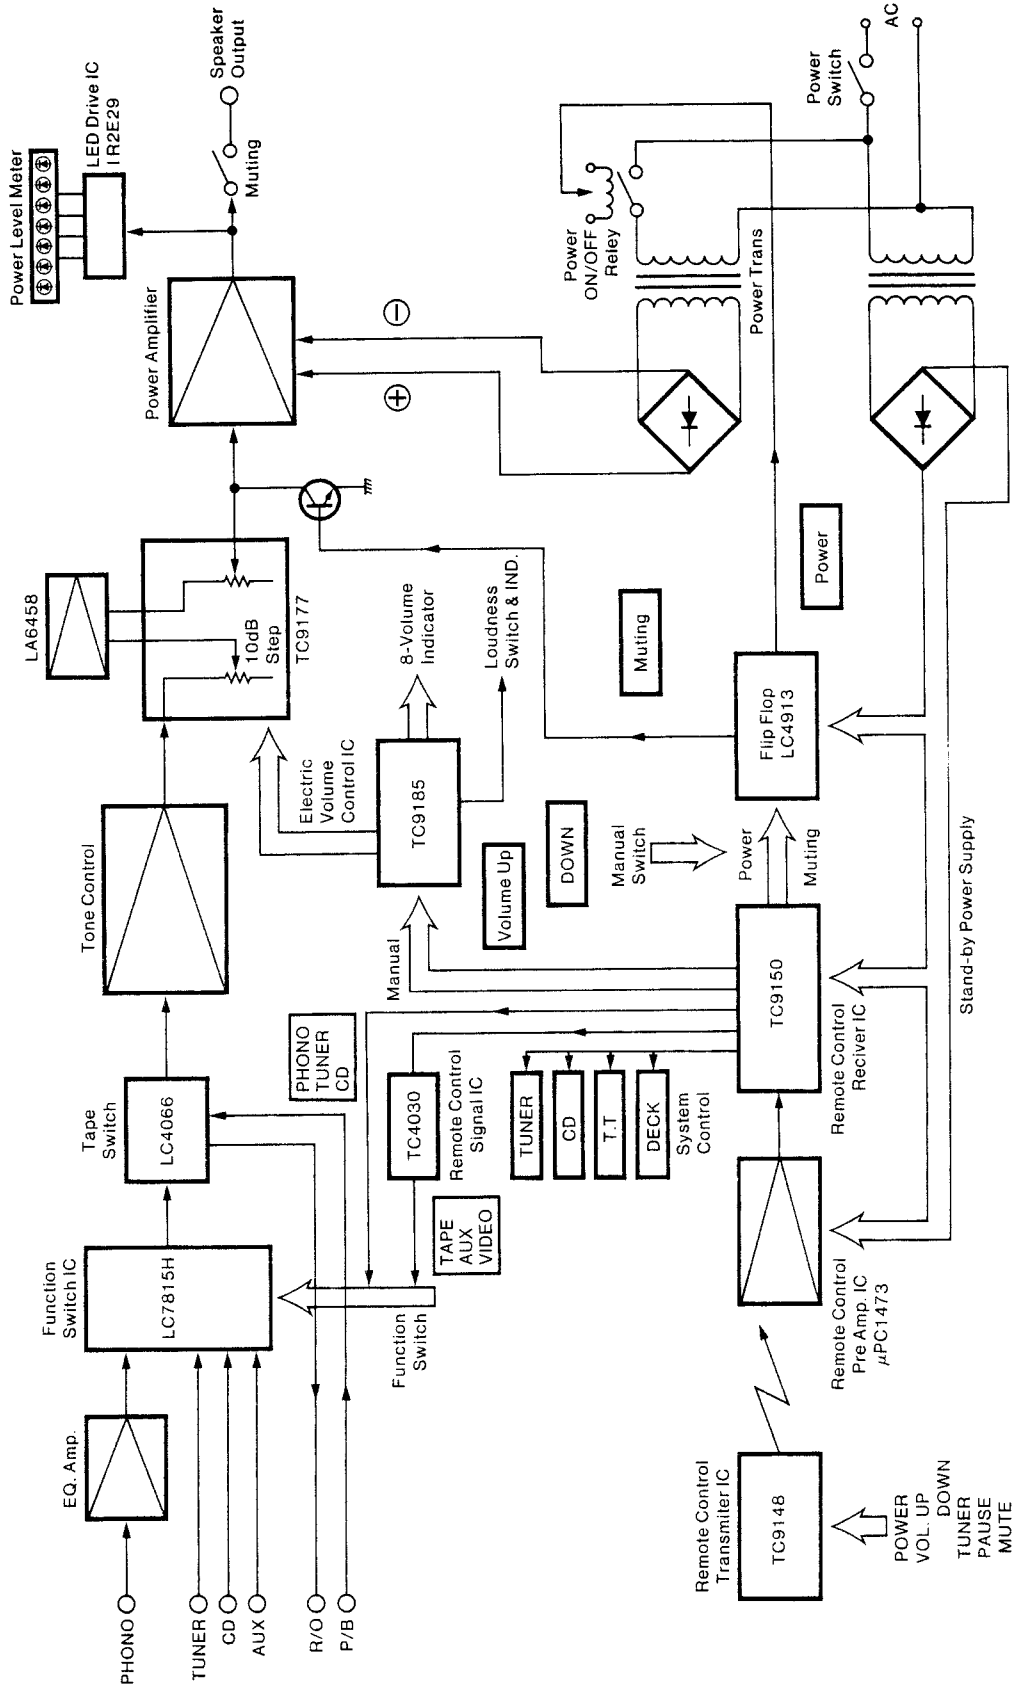 PHONO
TUNER
CD
AUX
R/O
P/B
EQ. Amp.
Function
Switch IC
LC7815H
Tape
Switch
LC4066
Tone Control
LA6458
10dB
Step
TC9177
Power Amplifier
Power Level Meter
LED Drive IC
IR2E29
Speaker
Output
Muting
Function
Switch
TAPE
AUX
VIDEO
PHONO
TUNER
CD
TC4030
Remote Control
Signal IC
Manual
Electric
Volume
Control IC
TC9185
8-Volume
Indicator
Loudness
Switch & IND.
Volume Up
DOWN
Muting
Power
TUNER
CD
T.T
DECK
System
Control
Manual
Switch
Power
Muting
Flip Flop
LC4913
+
−
Power
ON/OFF
Reley
Power Trans
Power
Switch
AC
Remote Control
Transmiter IC
TC9148
POWER
VOL. UP
DOWN
TUNER
PAUSE
MUTE
Remote Control
Pre Amp. IC
μPC1473
TC9150
Remote Control
Reciver IC
Stand-by Power Supply